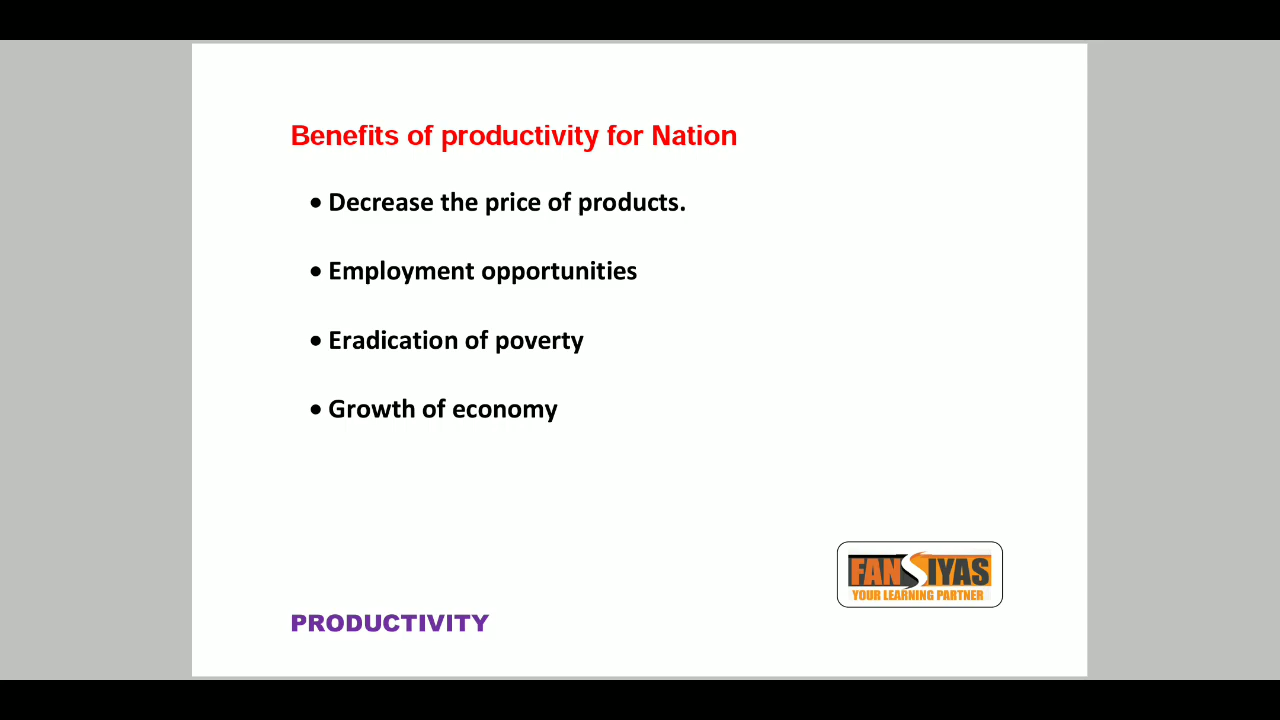 Benefits of productivity for Nation
• Decrease the price of products.
• Employment opportunities
• Eradication of poverty
• Growth of economy
FANSIYAS
YOUR LEARNING PARTNER
PRODUCTIVITY